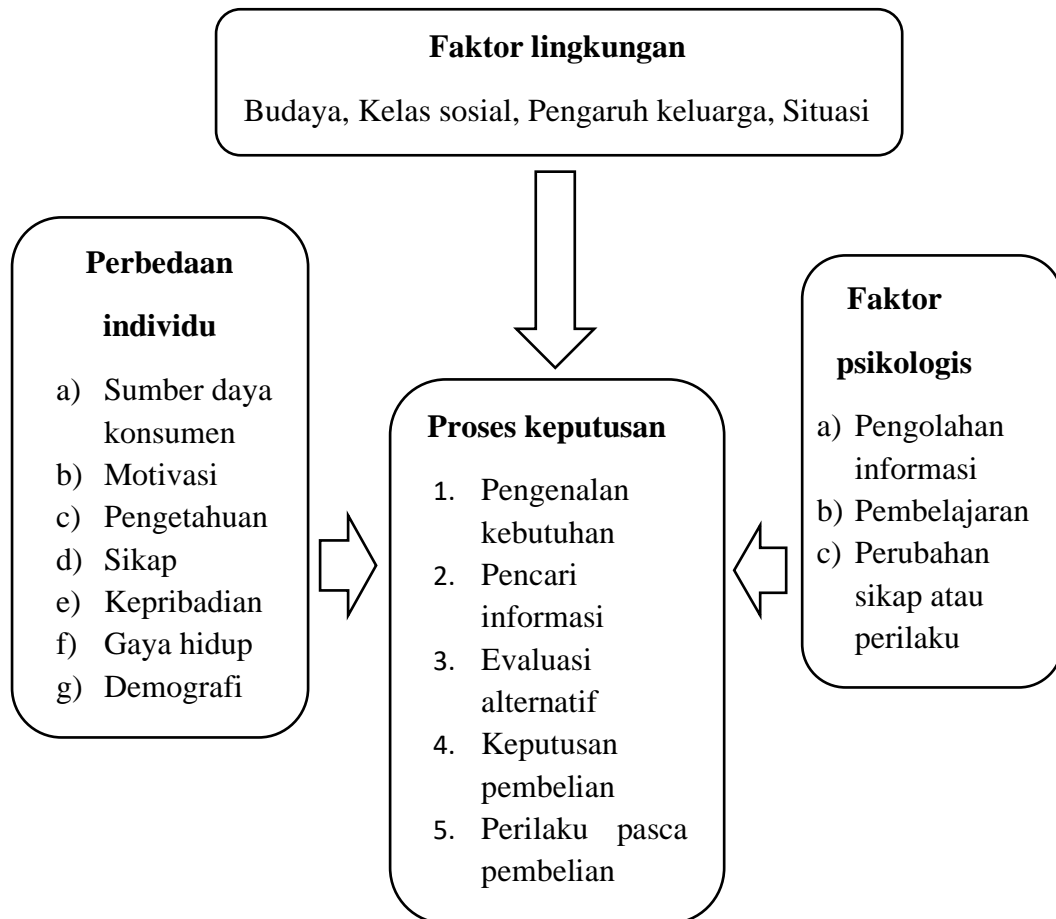 Faktor lingkungan
Budaya, Kelas sosial, Pengaruh keluarga, Situasi
Perbedaan
individu
a) Sumber daya
konsumen
b) Motivasi
c) Pengetahuan
d) Sikap
e) Kepribadian
f) Gaya hidup
g) Demografi
Proses keputusan
1. Pengenalan
kebutuhan
2. Pencari
informasi
3. Evaluasi
alternatif
4. Keputusan
pembelian
5. Perilaku pasca
pembelian
Faktor
psikologis
a) Pengolahan
informasi
b) Pembelajaran
c) Perubahan
sikap atau
perilaku